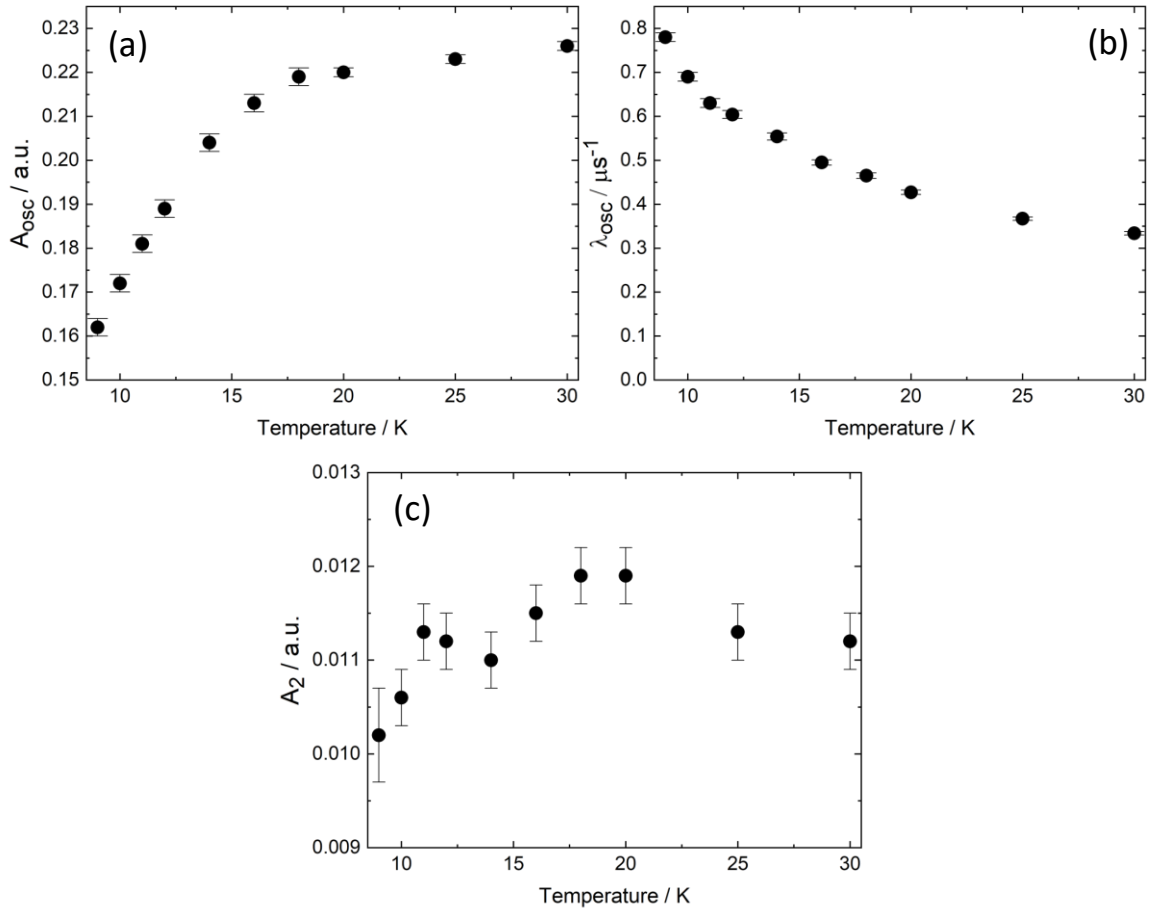 (a)
0.23
0.22
0.21
0.20
0.19
0.18
0.17
0.16
0.15
A_osc / a.u.
10 15 20 25 30
Temperature / K
(b)
0.8
0.7
0.6
0.5
0.4
0.3
0.2
0.1
0.0
λ_osc / μs⁻¹
10 15 20 25 30
Temperature / K
(c)
0.013
0.012
0.011
0.010
0.009
A₂ / a.u.
10 15 20 25 30
Temperature / K